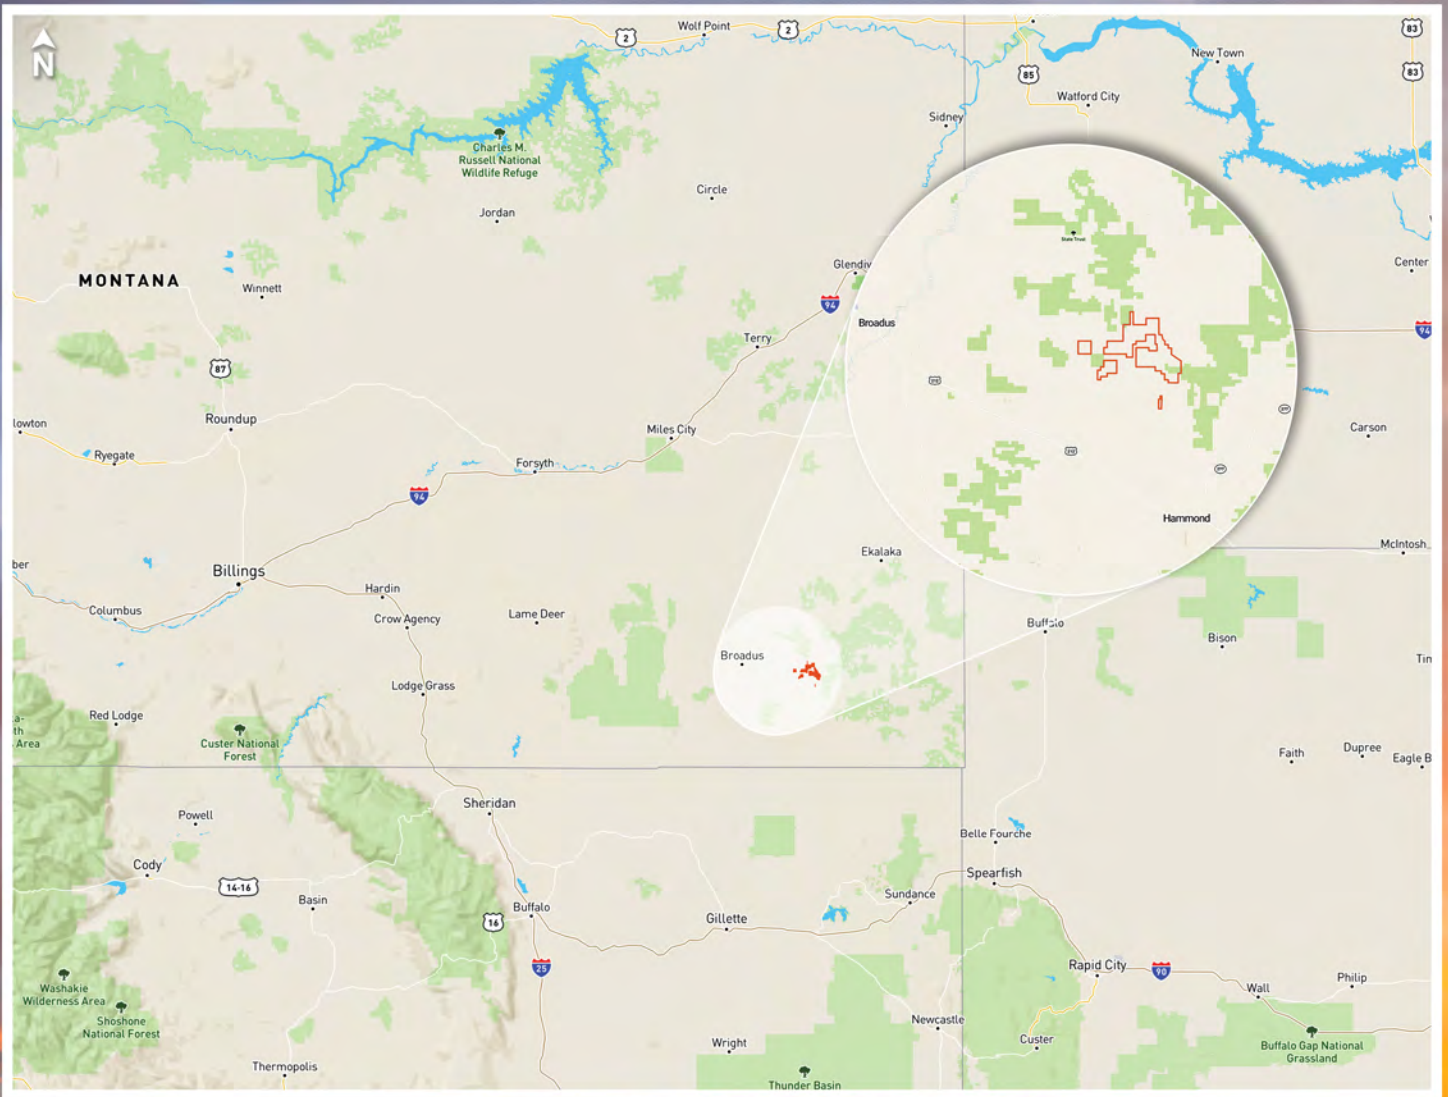 Wolf Point
2
2
83
N
New Town
83
85
Watford City
Sidney
Charles M.
Russell National
Wildlife Refuge
Circle
Jordan
State Trust
Glendiv
Center
MONTANA
Winnett
94
Broadus
94
Terry
87
Roundup
lowton
Miles City
Carson
Ryegate
Forsyth
94
Hammond
McIntosh
Ekalaka
ber
Billings
Hardin
Columbus
Crow Agency
Lame Deer
Buffalo
Bison
Broadus
Tin
Lodge Grass
Red Lodge
a-
th
Area
Custer National
Forest
Faith
Dupree
Eagle B
Sheridan
Powell
Belle Fourche
Cody
Spearfish
14-16
Basin
Sundance
Buffalo
Gillette
16
25
Rapid City
90
Washakie
Wilderness Area
Philip
Wall
Shoshone
National Forest
Newcastle
Wright
Custer
Buffalo Gap National
Grassland
Thermopolis
Thunder Basin